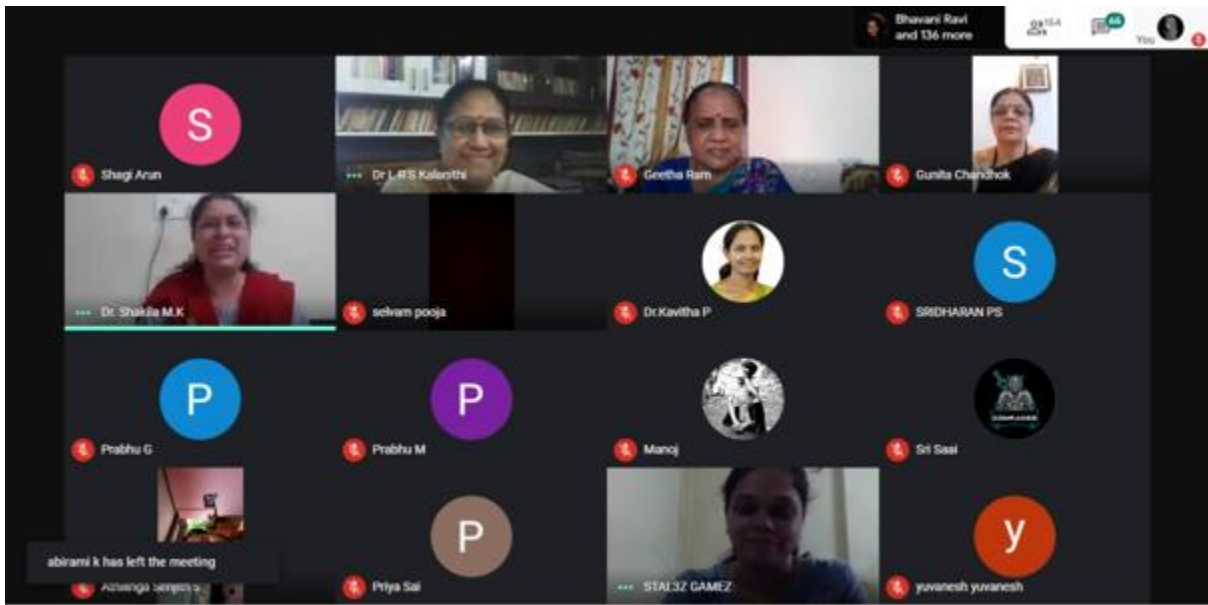 Bhavani Ravi
and 136 more
164
66
You
S
Shagi Arun
Dr L R S Kalanithi
Geetha Ram
Gunita Chandhok
Dr. Shakila M.K
selvam pooja
Dr.Kavitha P
S
SRIDHARAN PS
P
Prabhu G
P
Prabhu M
Manoj
Sri Saai
abirami k has left the meeting
P
Priya Sai
STAL3Z GAMEZ
y
yuvanesh yuvanesh